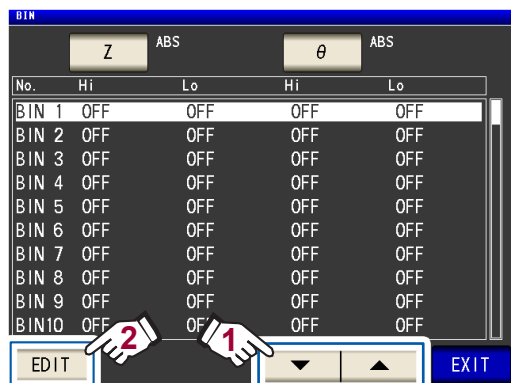 BIN
Z ABS θ ABS
No. Hi Lo Hi Lo
BIN 1 OFF OFF OFF OFF
BIN 2 OFF OFF OFF OFF
BIN 3 OFF OFF OFF OFF
BIN 4 OFF OFF OFF OFF
BIN 5 OFF OFF OFF OFF
BIN 6 OFF OFF OFF OFF
BIN 7 OFF OFF OFF OFF
BIN 8 OFF OFF OFF OFF
BIN 9 OFF OFF OFF OFF
BIN10 OFF OFF OFF OFF
2 1
EDIT ▼ ▲ EXIT